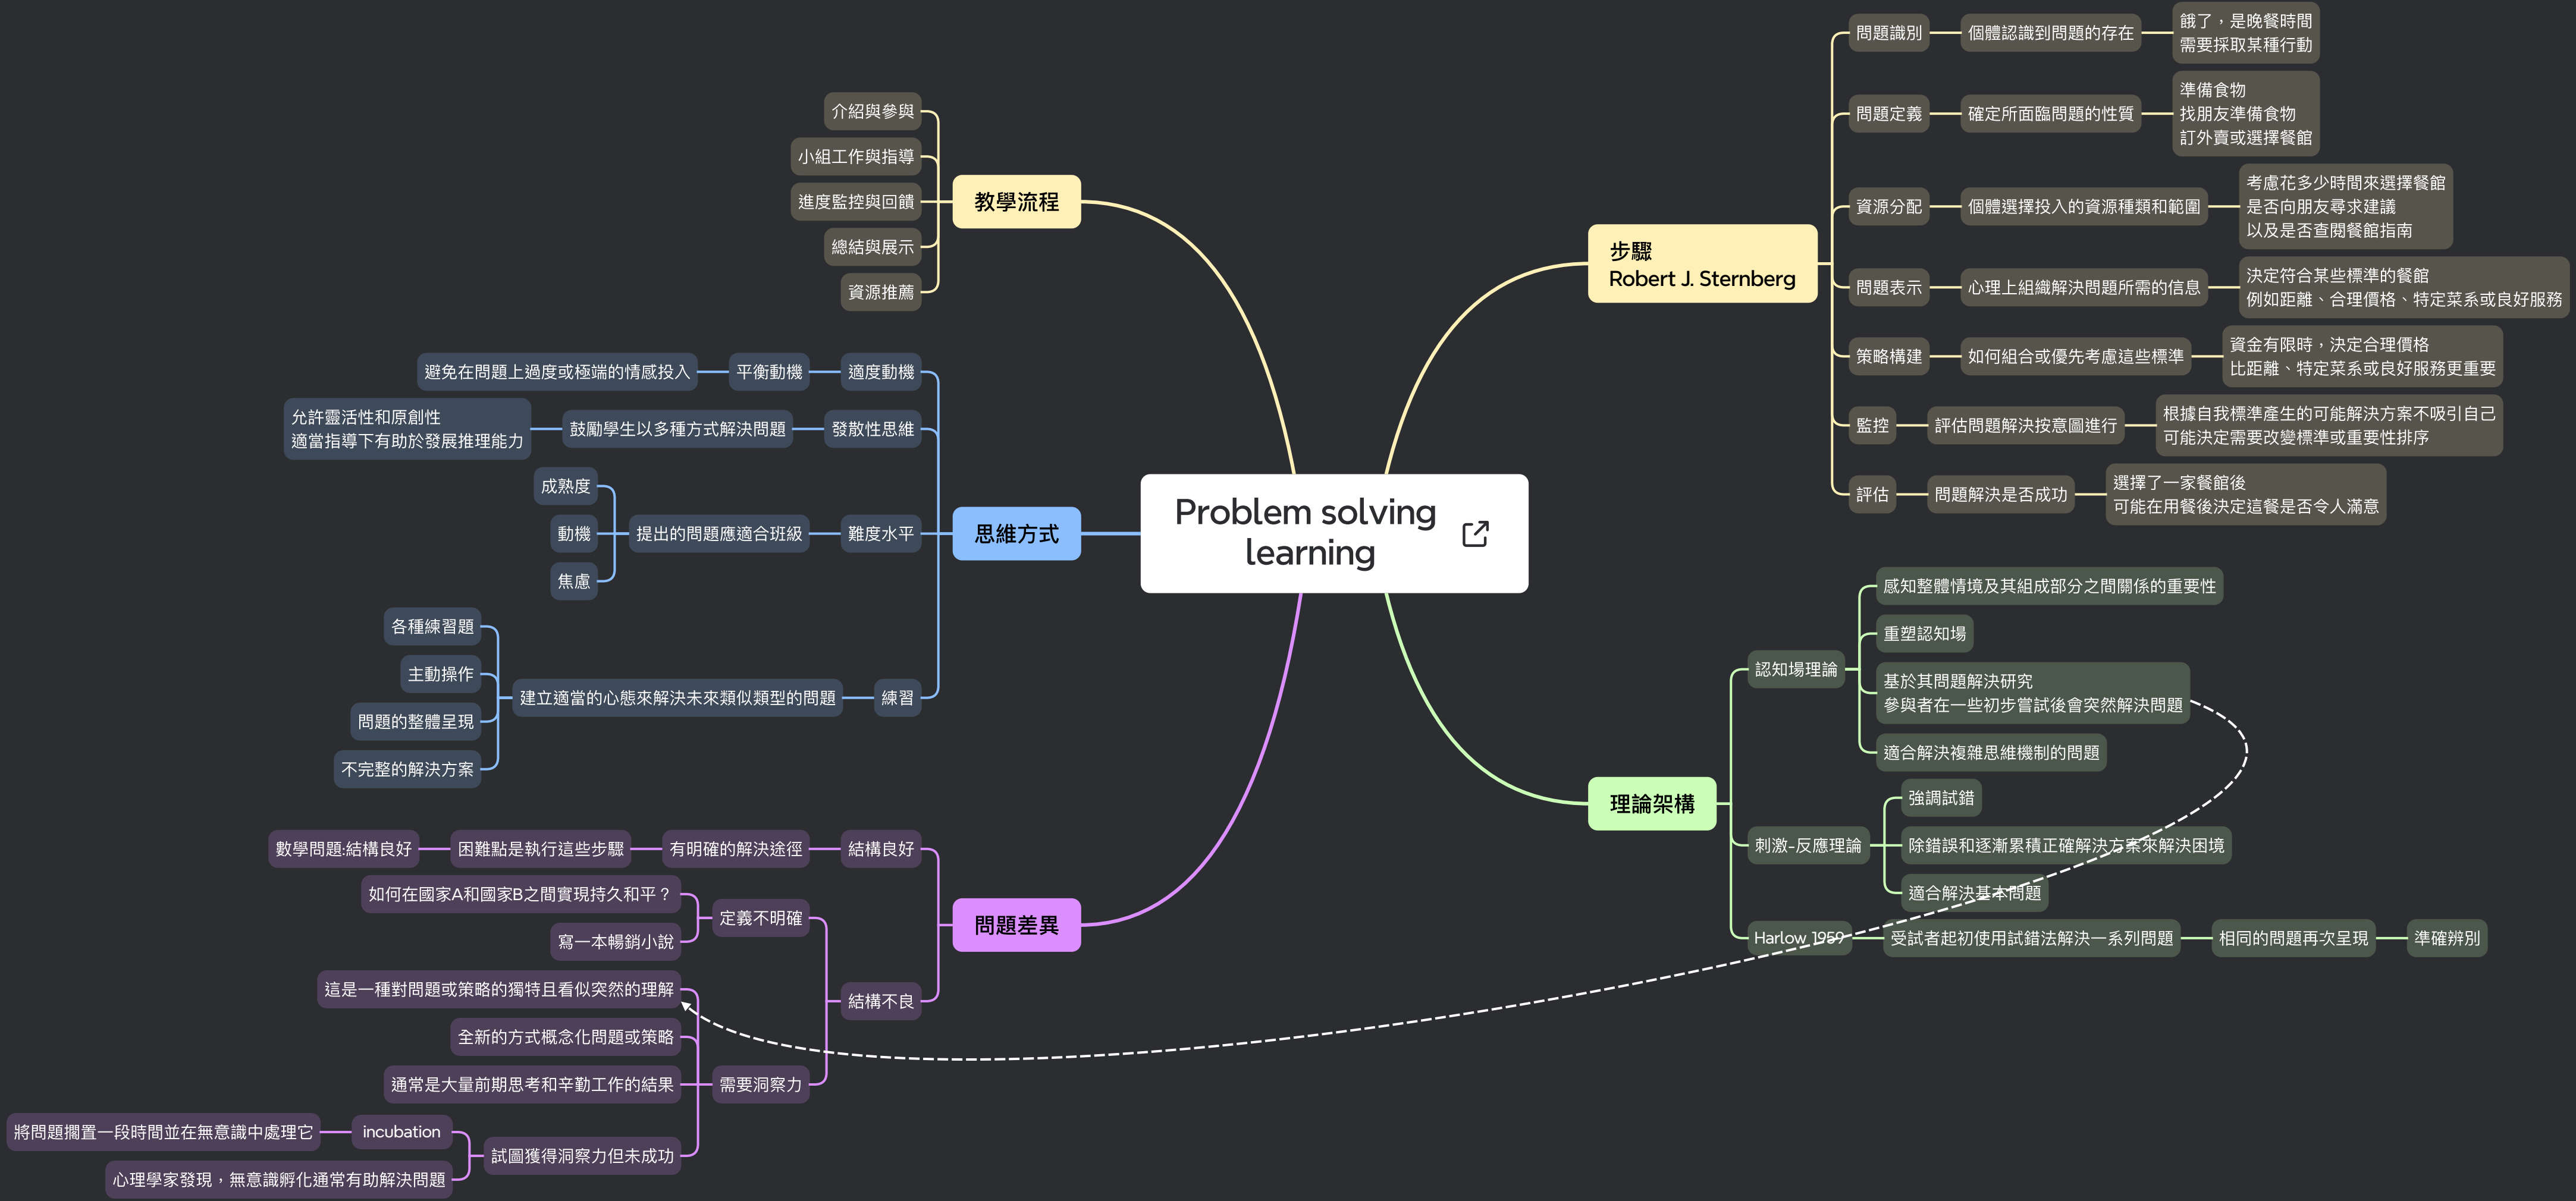 Problem solving
learning
步驟
Robert J. Sternberg
問題識別
個體認識到問題的存在
餓了，是晚餐時間
需要採取某種行動
問題定義
確定所面臨問題的性質
準備食物
找朋友準備食物
訂外賣或選擇餐館
資源分配
個體選擇投入的資源種類和範圍
考慮花多少時間來選擇餐館
是否向朋友尋求建議
以及是否查閱餐館指南
問題表示
心理上組織解決問題所需的信息
決定符合某些標準的餐館
例如距離、合理價格、特定菜系或良好服務
策略構建
如何組合或優先考慮這些標準
資金有限時，決定合理價格
比距離、特定菜系或良好服務更重要
監控
評估問題解決按意圖進行
根據自我標準產生的可能解決方案不吸引自己
可能決定需要改變標準或重要性排序
評估
問題解決是否成功
選擇了一家餐館後
可能在用餐後決定這餐是否令人滿意
理論架構
認知場理論
感知整體情境及其組成部分之間關係的重要性
重塑認知場
基於其問題解決研究
參與者在一些初步嘗試後會突然解決問題
適合解決複雜思維機制的問題
刺激-反應理論
強調試錯
除錯誤和逐漸累積正確解決方案來解決困境
適合解決基本問題
Harlow 1959
受試者起初使用試錯法解決一系列問題
相同的問題再次呈現
準確辨別
教學流程
介紹與參與
小組工作與指導
進度監控與回饋
總結與展示
資源推薦
思維方式
適度動機
平衡動機
避免在問題上過度或極端的情感投入
發散性思維
鼓勵學生以多種方式解決問題
允許靈活性和原創性
適當指導下有助於發展推理能力
難度水平
提出的問題應適合班級
成熟度
動機
焦慮
練習
建立適當的心態來解決未來類似類型的問題
各種練習題
主動操作
問題的整體呈現
不完整的解決方案
問題差異
結構良好
有明確的解決途徑
困難點是執行這些步驟
數學問題:結構良好
結構不良
定義不明確
如何在國家A和國家B之間實現持久和平？
寫一本暢銷小說
需要洞察力
這是一種對問題或策略的獨特且看似突然的理解
全新的方式概念化問題或策略
通常是大量前期思考和辛勤工作的結果
試圖獲得洞察力但未成功
incubation
將問題擱置一段時間並在無意識中處理它
心理學家發現，無意識孵化通常有助解決問題